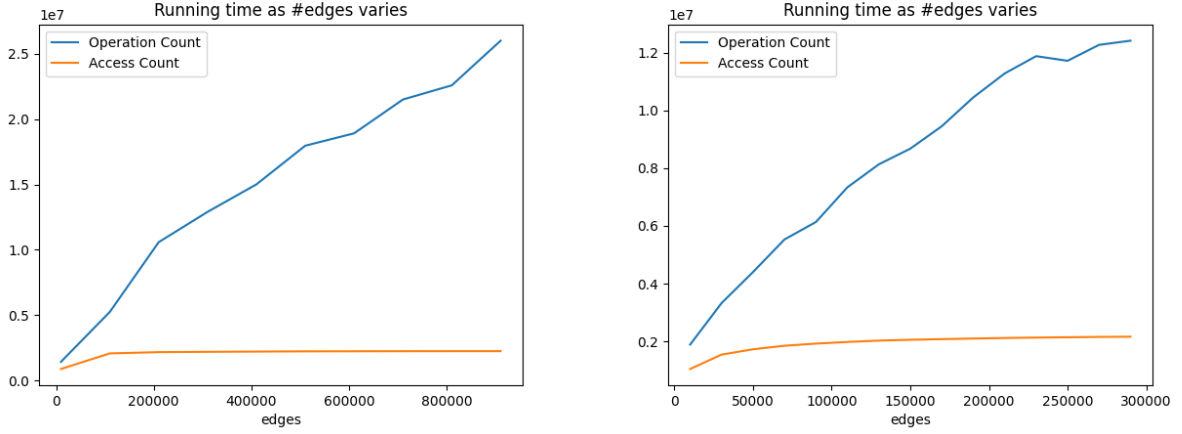 Running time as #edges varies
1e7
Operation Count
Access Count
2.5
2.0
1.5
1.0
0.5
0.0
0 200000 400000 600000 800000
edges
Running time as #edges varies
1e7
Operation Count
Access Count
1.2
1.0
0.8
0.6
0.4
0.2
0 50000 100000 150000 200000 250000 300000
edges